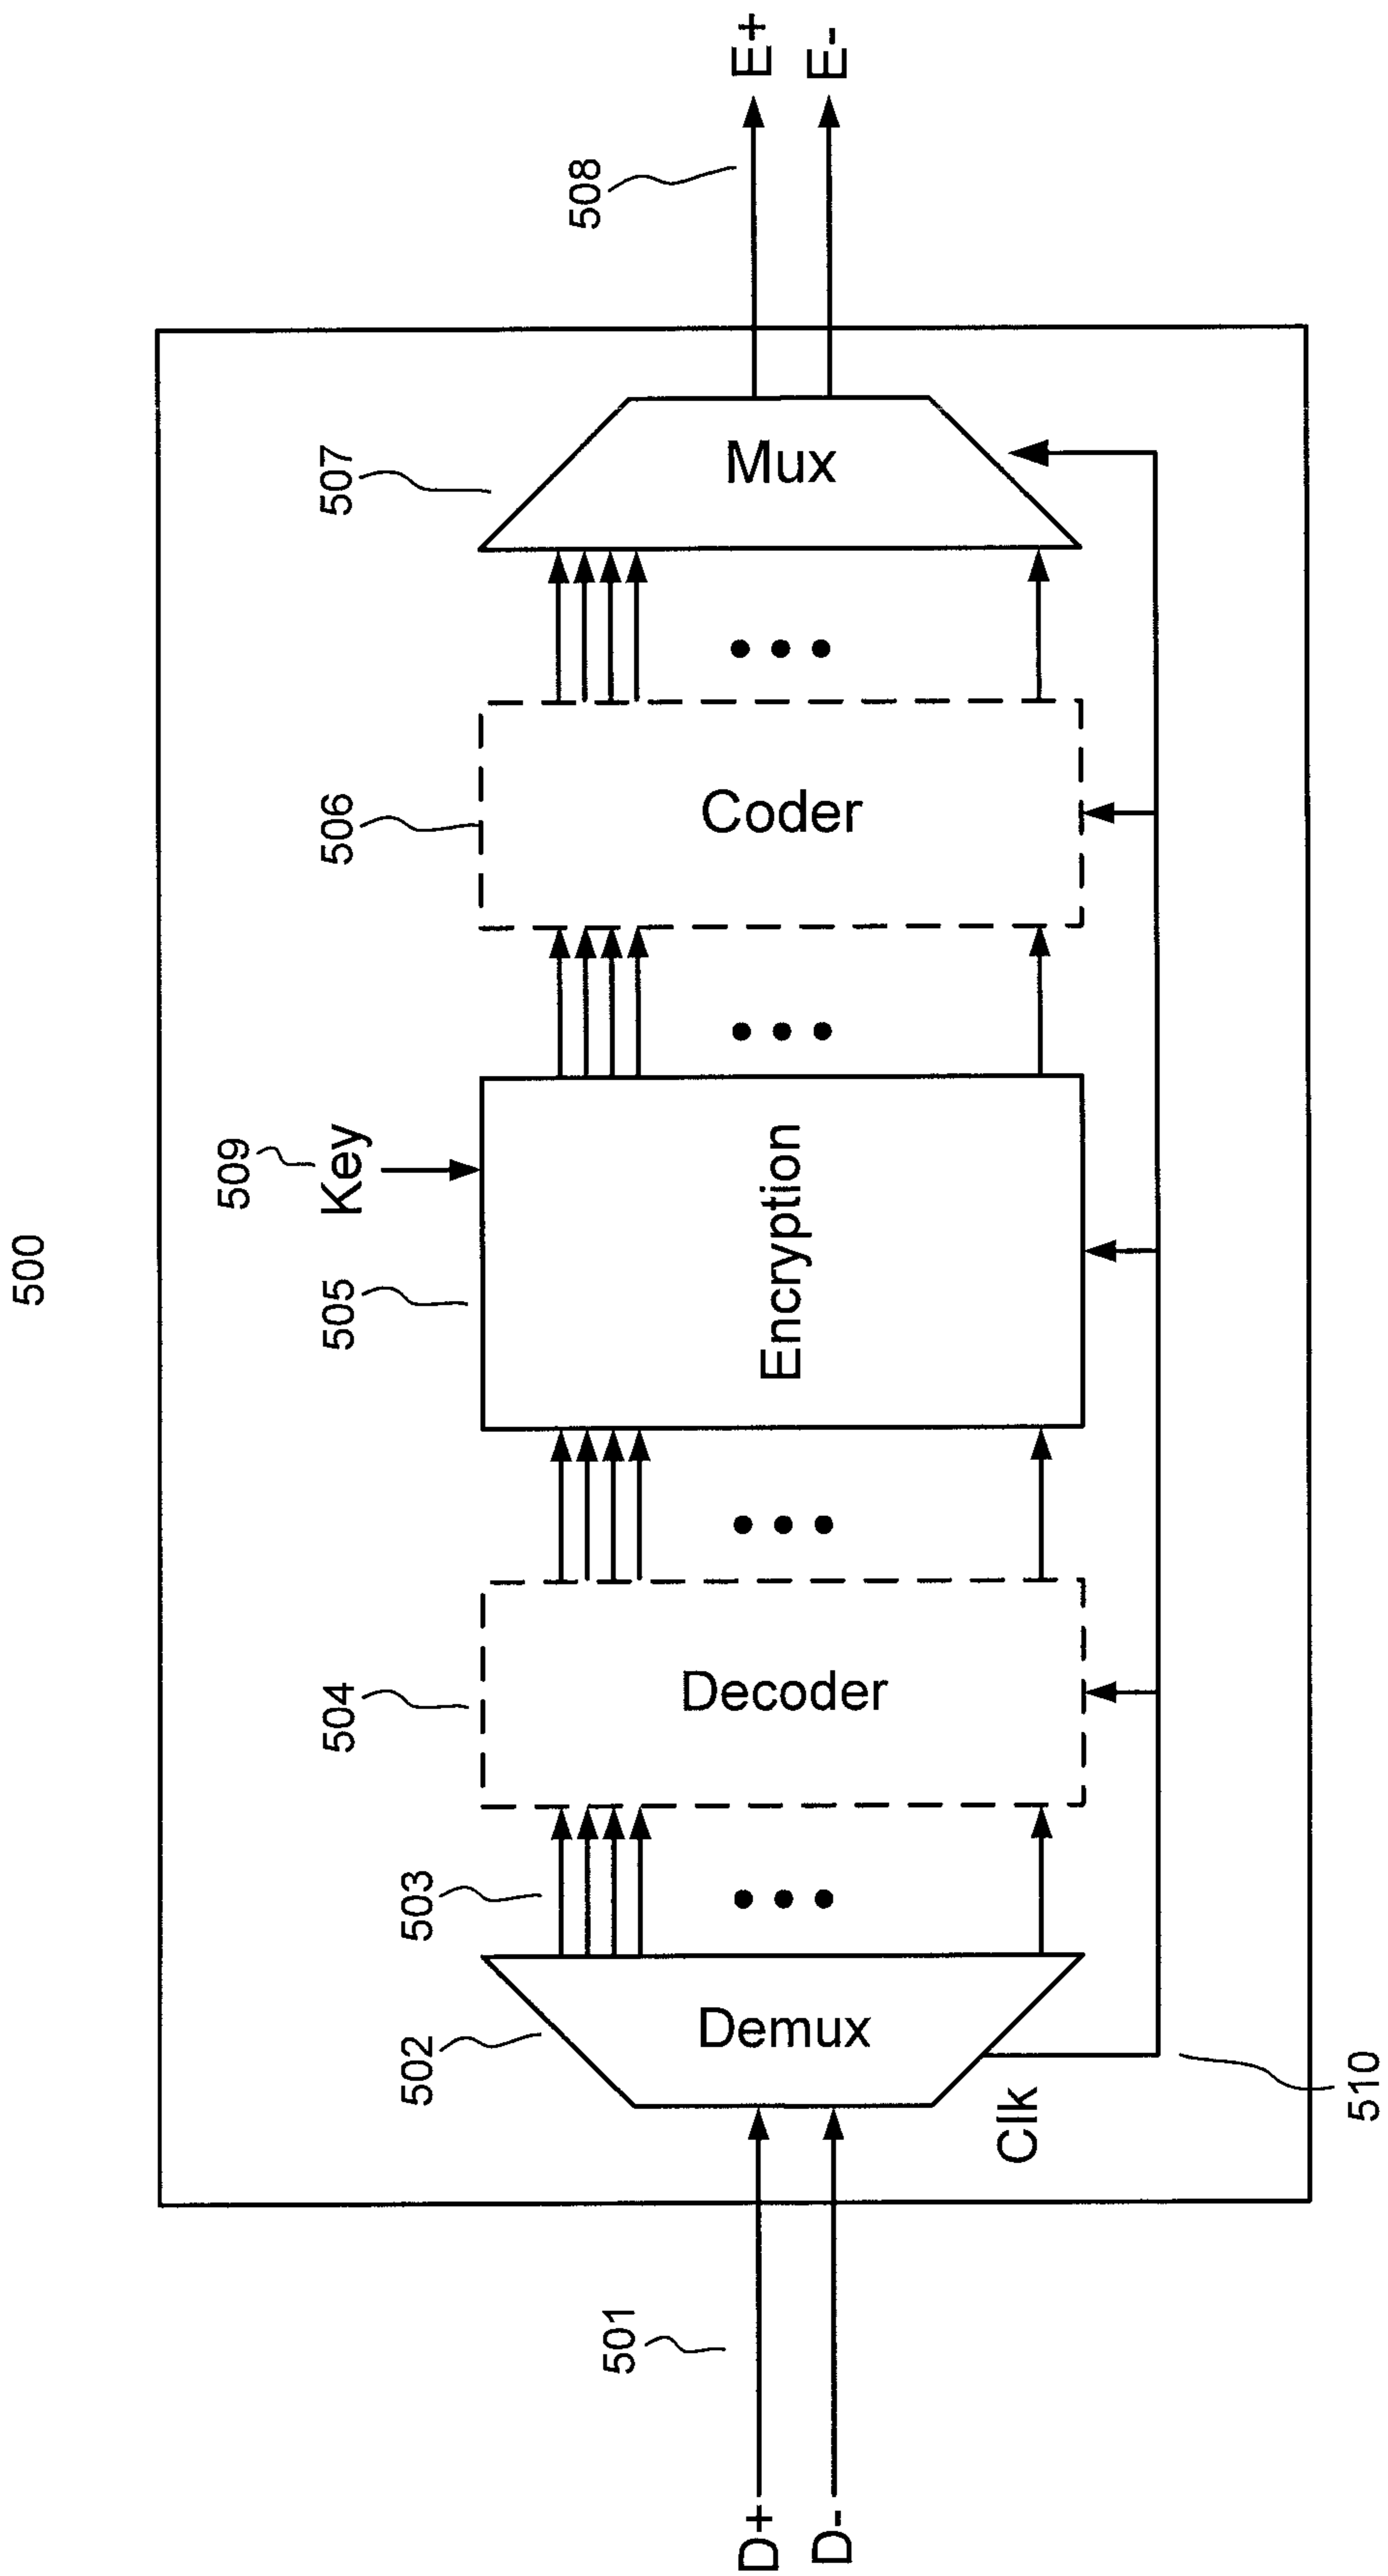 500
509
Key
502
503
504
505
506
507
501
508
D+
D-
Demux
Decoder
Encryption
Coder
Mux
E+
E-
Clk
510